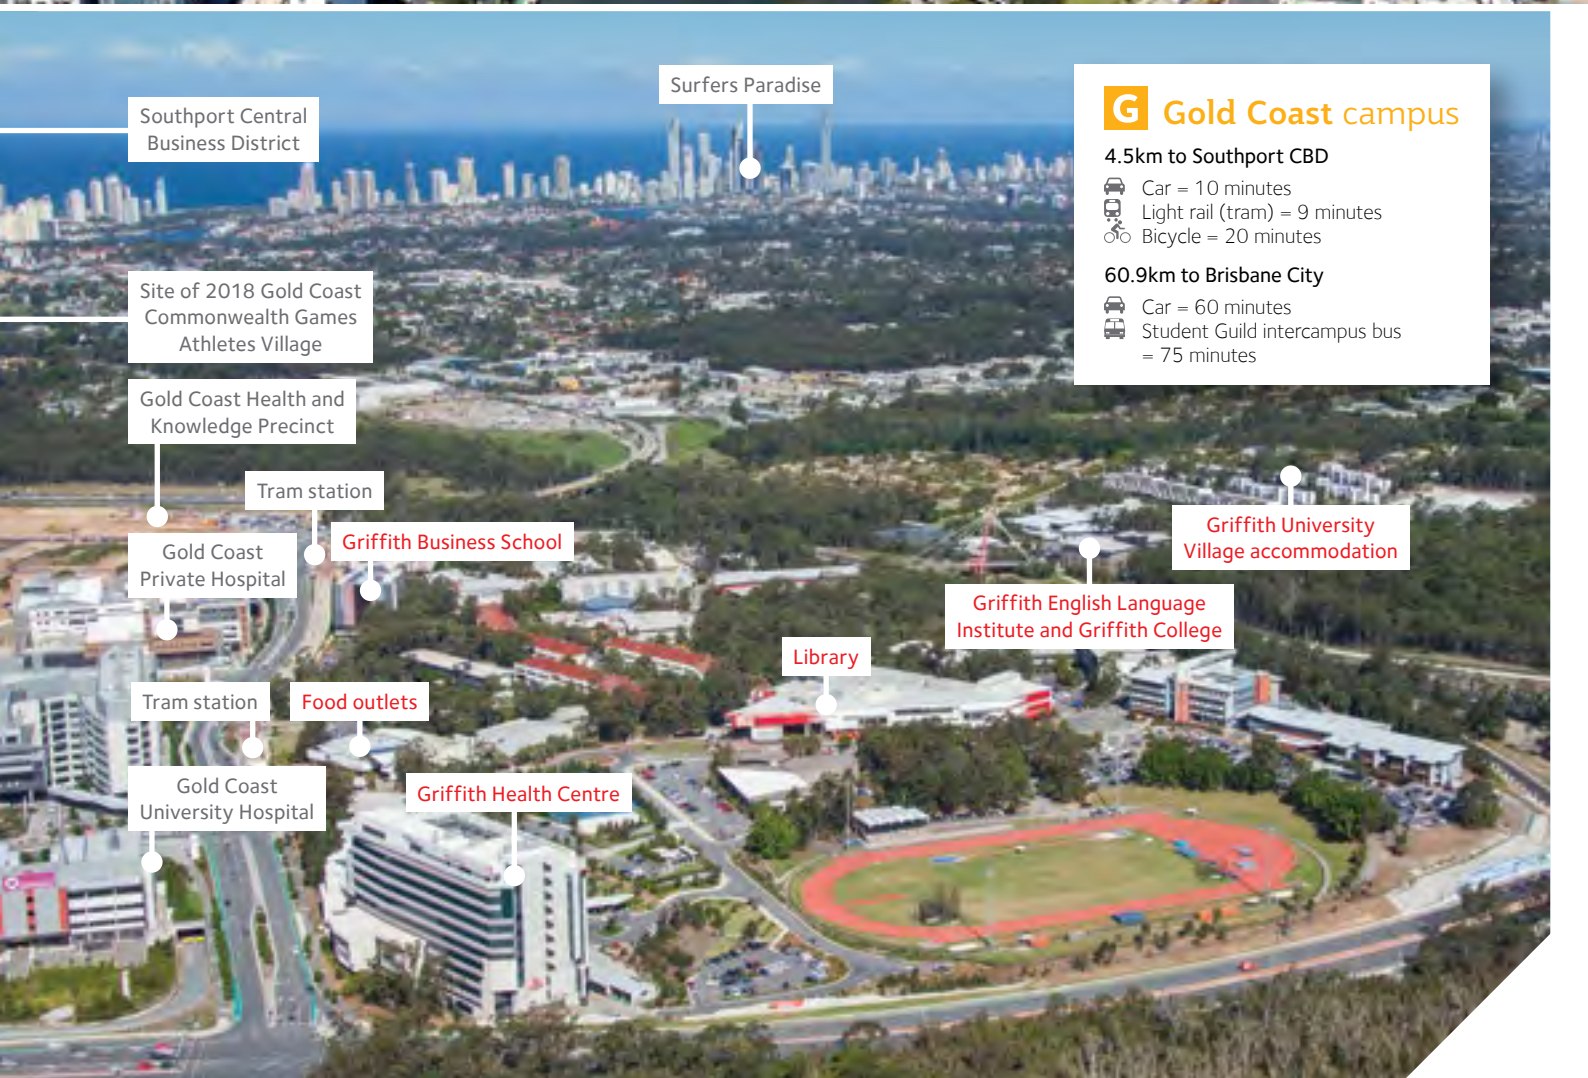 Southport Central
Business District
Surfers Paradise
G Gold Coast campus
4.5km to Southport CBD
Car = 10 minutes
Light rail (tram) = 9 minutes
Bicycle = 20 minutes
60.9km to Brisbane City
Car = 60 minutes
Student Guild intercampus bus
= 75 minutes
Site of 2018 Gold Coast
Commonwealth Games
Athletes Village
Gold Coast Health and
Knowledge Precinct
Tram station
Griffith Business School
Gold Coast
Private Hospital
Griffith University
Village accommodation
Griffith English Language
Institute and Griffith College
Library
Tram station
Food outlets
Gold Coast
University Hospital
Griffith Health Centre